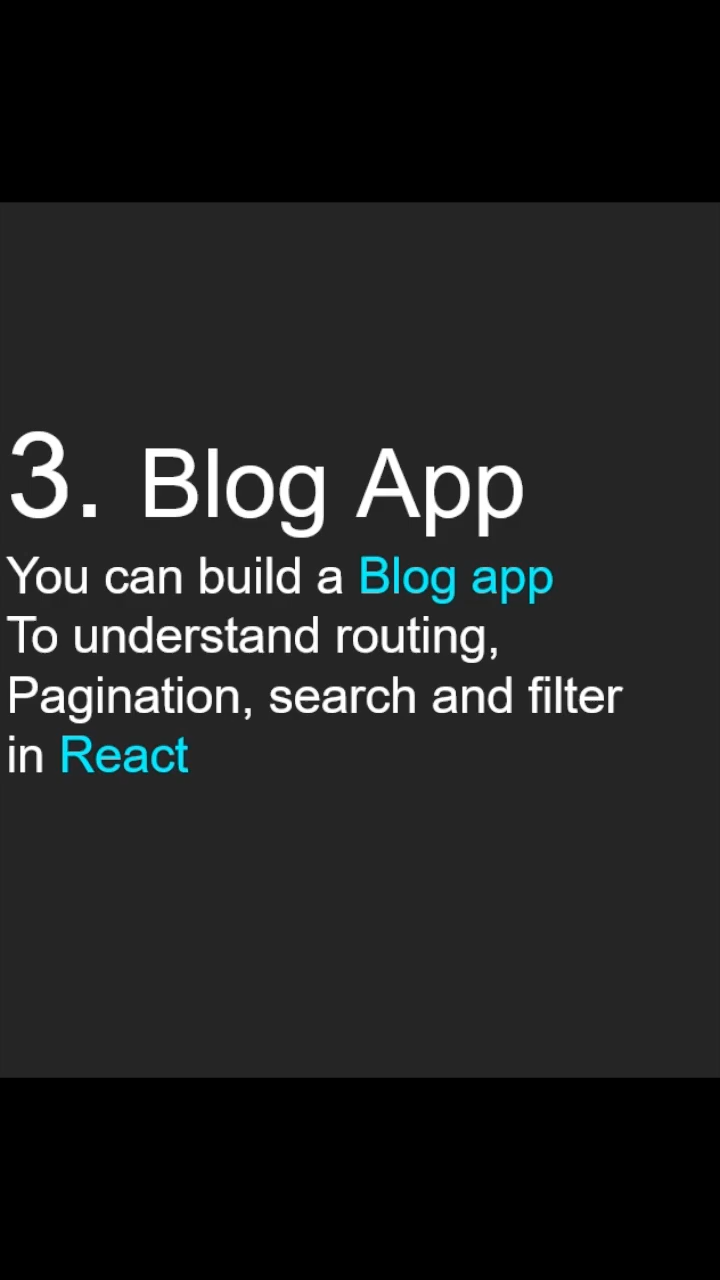 3. Blog App
You can build a Blog app
To understand routing,
Pagination, search and filter
in React